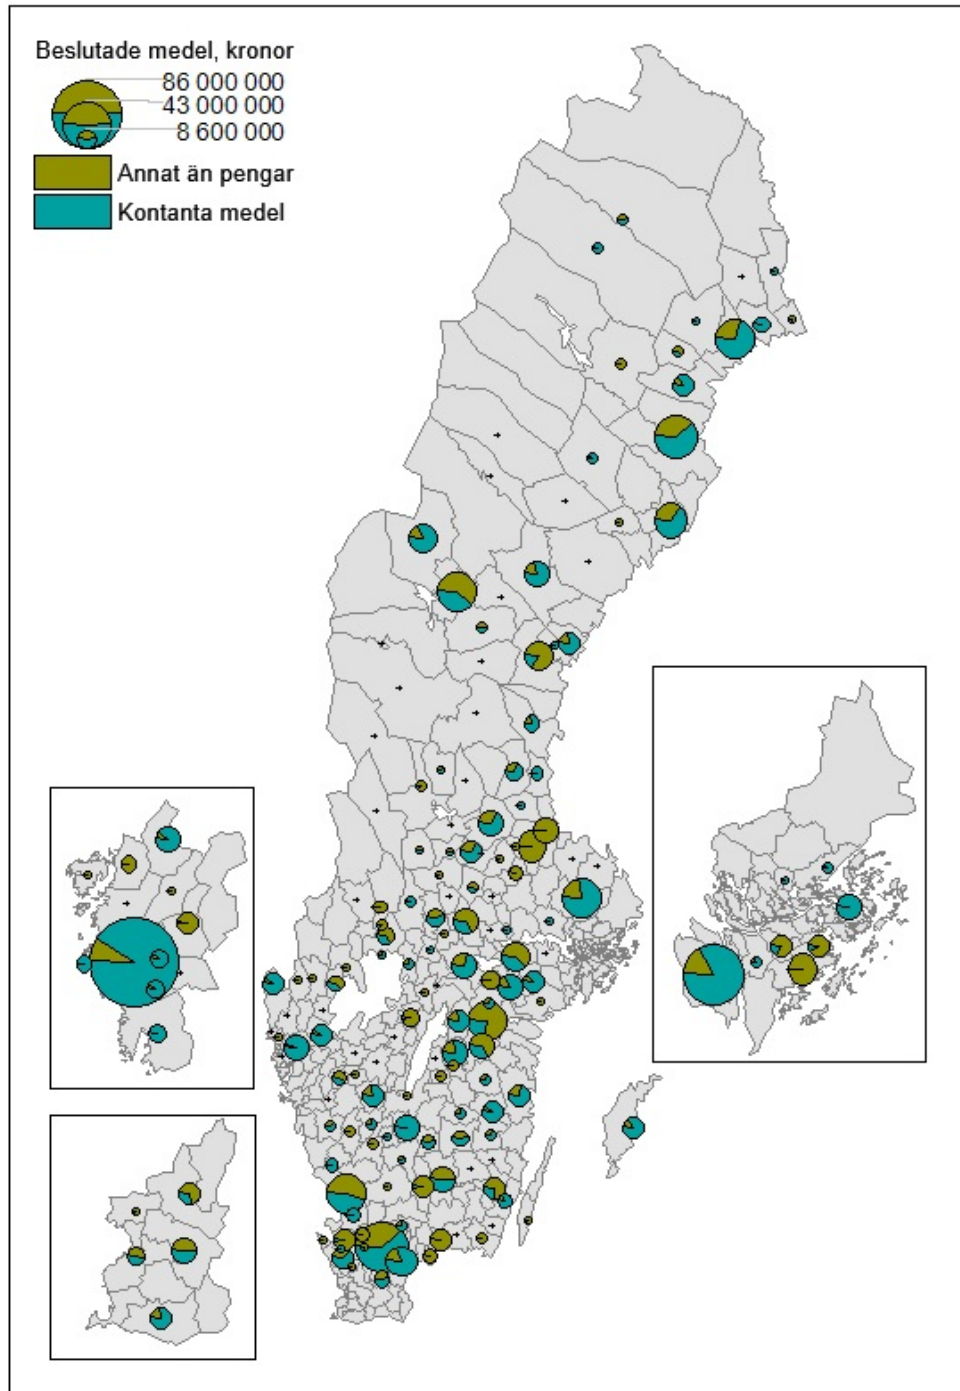 Beslutade medel, kronor
86 000 000
43 000 000
8 600 000
Annat än pengar
Kontanta medel